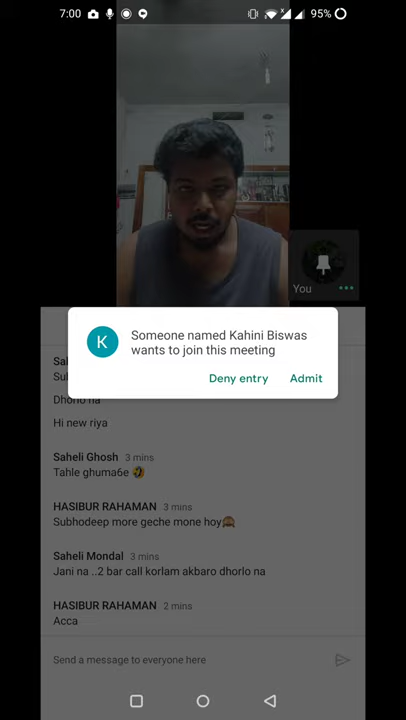 7:00
95%
You
K
Someone named Kahini Biswas
wants to join this meeting
Deny entry
Admit
Dhorlo na
Hi new riya
Saheli Ghosh 3 mins
Tahle ghuma6e 🤣
HASIBUR RAHAMAN 3 mins
Subhodeep more geche mone hoy🙈
Saheli Mondal 3 mins
Jani na ..2 bar call korlam akbaro dhorlo na
HASIBUR RAHAMAN 2 mins
Acca
Send a message to everyone here